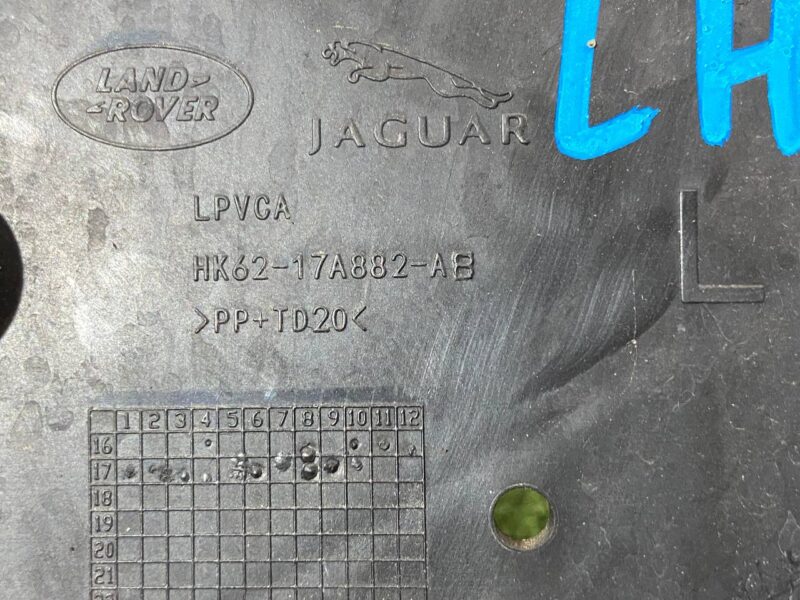 LAND
ROVER
JAGUAR
LH
LPVCA
HK62-17A882-AB
>PP+TD20<
L
1 2 3 4 5 6 7 8 9 10 11 12
16
17
18
19
20
21